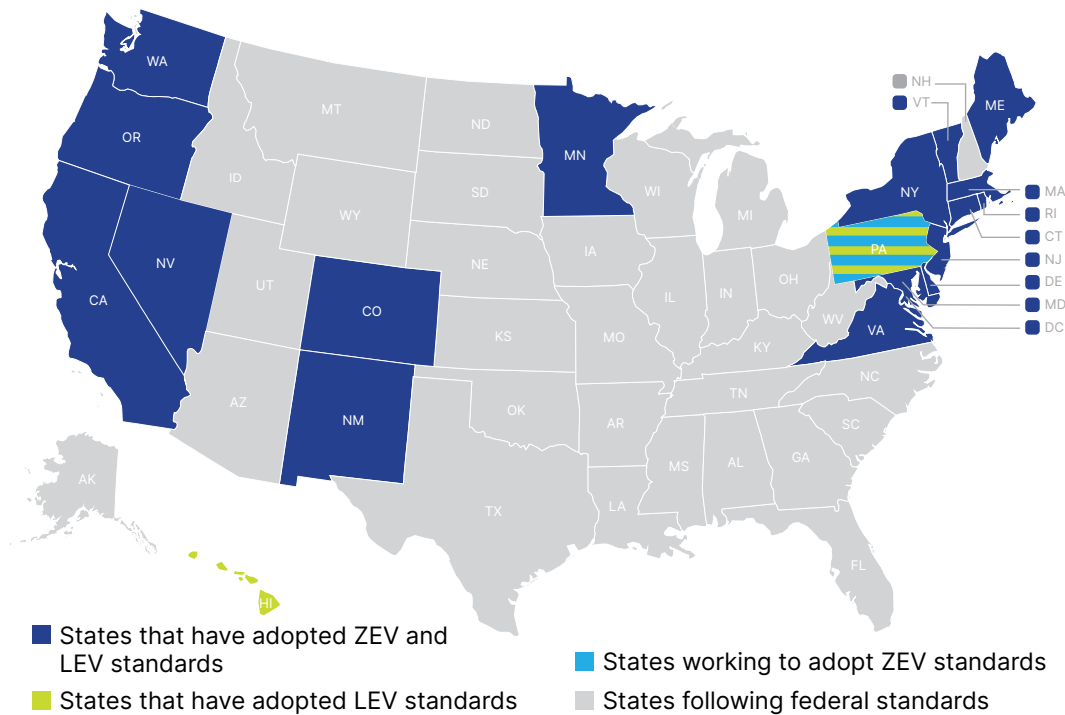 WA
NH
VT
ME
MT
ND
OR
MN
ID
SD
WI
NY
MA
WY
MI
RI
CT
IA
PA
NJ
NV
NE
OH
DE
UT
IL
IN
CA
MD
CO
WV
DC
KS
MO
VA
KY
NC
AZ
TN
NM
OK
AR
SC
GA
MS
AL
AK
LA
TX
FL
HI
States that have adopted ZEV and
LEV standards
States working to adopt ZEV standards
States that have adopted LEV standards
States following federal standards